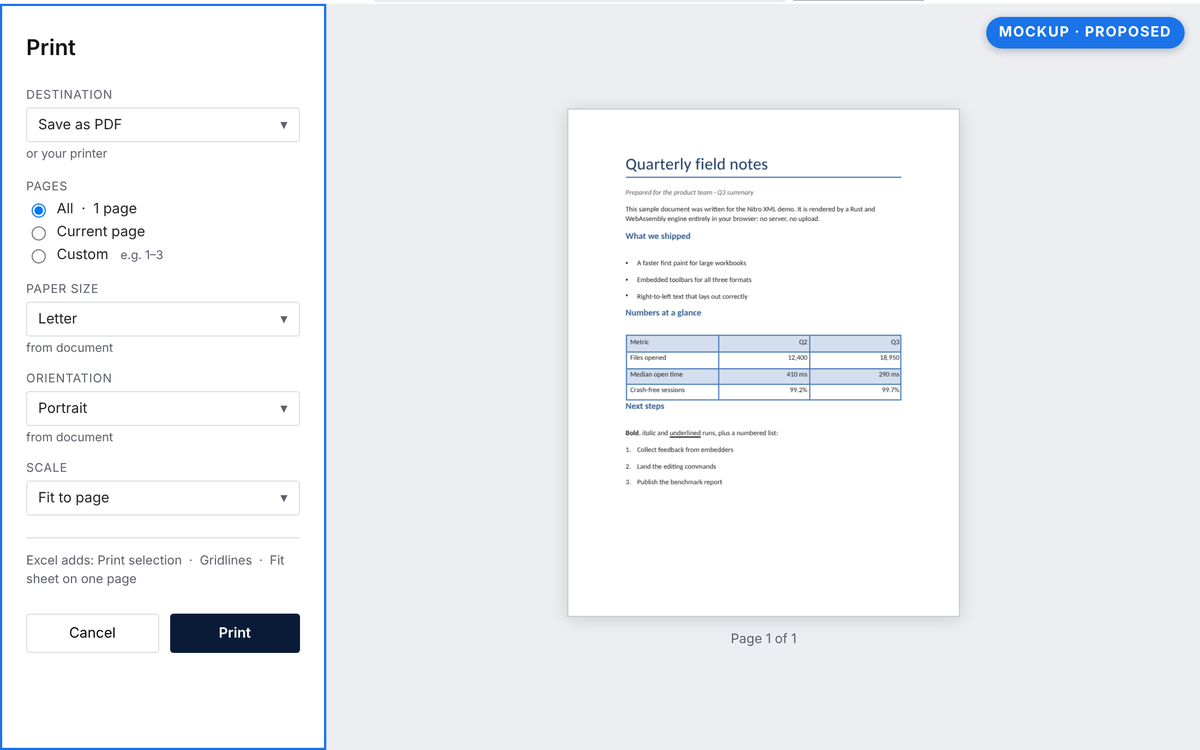 MOCKUP · PROPOSED
Print
DESTINATION
Save as PDF
or your printer
PAGES
All · 1 page
Current page
Custom e.g. 1–3
PAPER SIZE
Letter
from document
ORIENTATION
Portrait
from document
SCALE
Fit to page
Excel adds: Print selection · Gridlines · Fit
sheet on one page
Cancel Print
Quarterly field notes
Prepared for the product team - Q3 summary
This sample document was written for the Nitro XML demo. It is rendered by a Rust and
WebAssembly engine entirely in your browser: no server, no upload.
What we shipped
• A faster first paint for large workbooks
• Embedded toolbars for all three formats
• Right-to-left text that lays out correctly
Numbers at a glance
Metric Q2 Q3
Files opened 12,400 18,950
Median open time 410 ms 290 ms
Crash-free sessions 99.2% 99.7%
Next steps
Bold, italic and underlined runs, plus a numbered list:
1. Collect feedback from embedders
2. Land the editing commands
3. Publish the benchmark report
Page 1 of 1